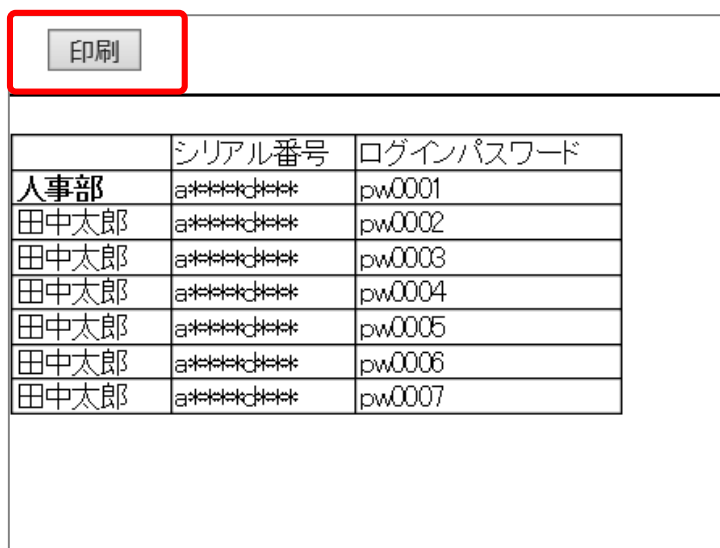 印刷
シリアル番号 ログインパスワード
人事部 a****d*** pw0001
田中太郎 a****d*** pw0002
田中太郎 a****d*** pw0003
田中太郎 a****d*** pw0004
田中太郎 a****d*** pw0005
田中太郎 a****d*** pw0006
田中太郎 a****d*** pw0007